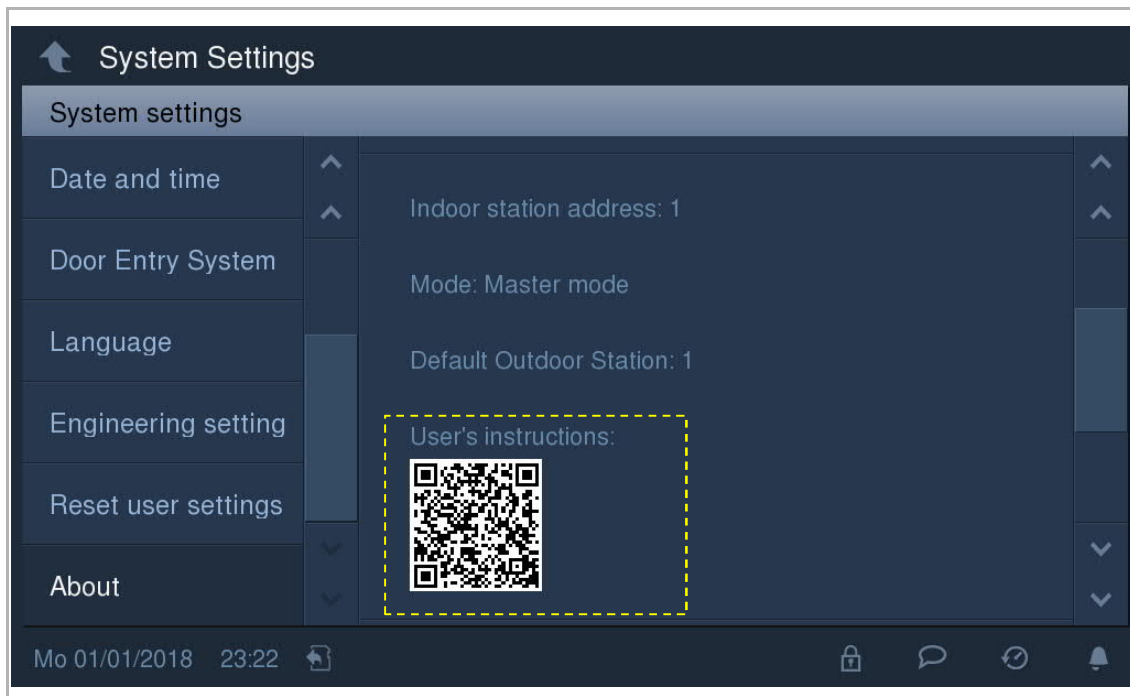 System Settings
System settings
Date and time
Door Entry System
Language
Engineering setting
Reset user settings
About
Indoor station address: 1
Mode: Master mode
Default Outdoor Station: 1
User's instructions:
Mo 01/01/2018 23:22